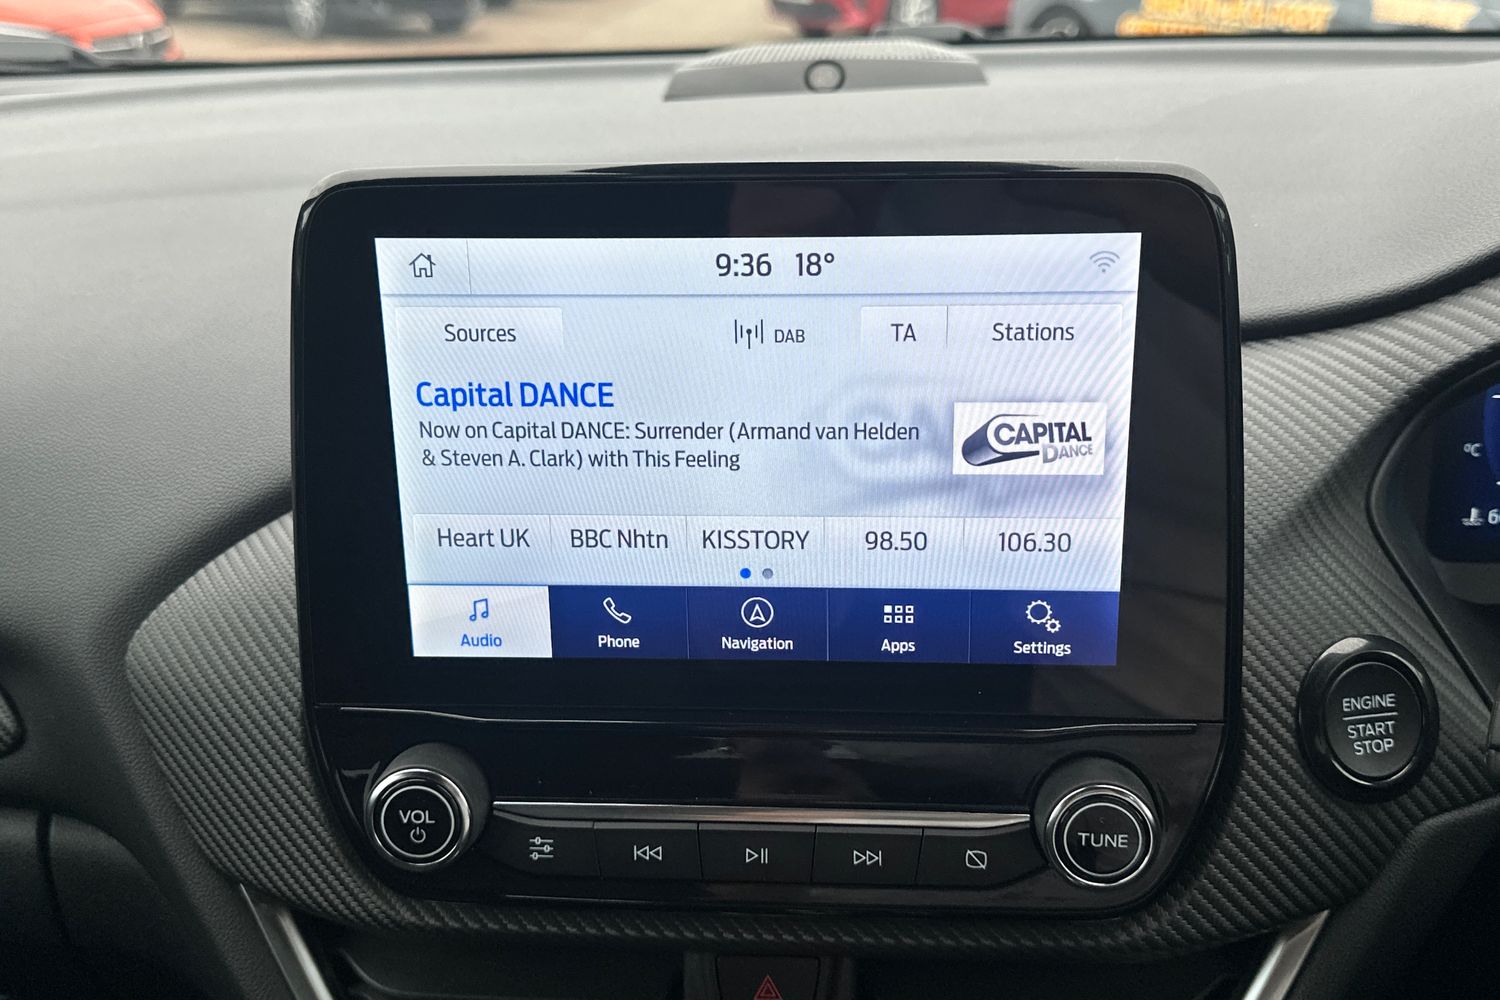 9:36 18°
Sources
DAB
TA
Stations
Capital DANCE
Now on Capital DANCE: Surrender (Armand van Helden
& Steven A. Clark) with This Feeling
CAPITAL
DANCE
Heart UK
BBC Nhtn
KISSTORY
98.50
106.30
Audio
Phone
Navigation
Apps
Settings
°C
ENGINE
START
STOP
VOL
TUNE